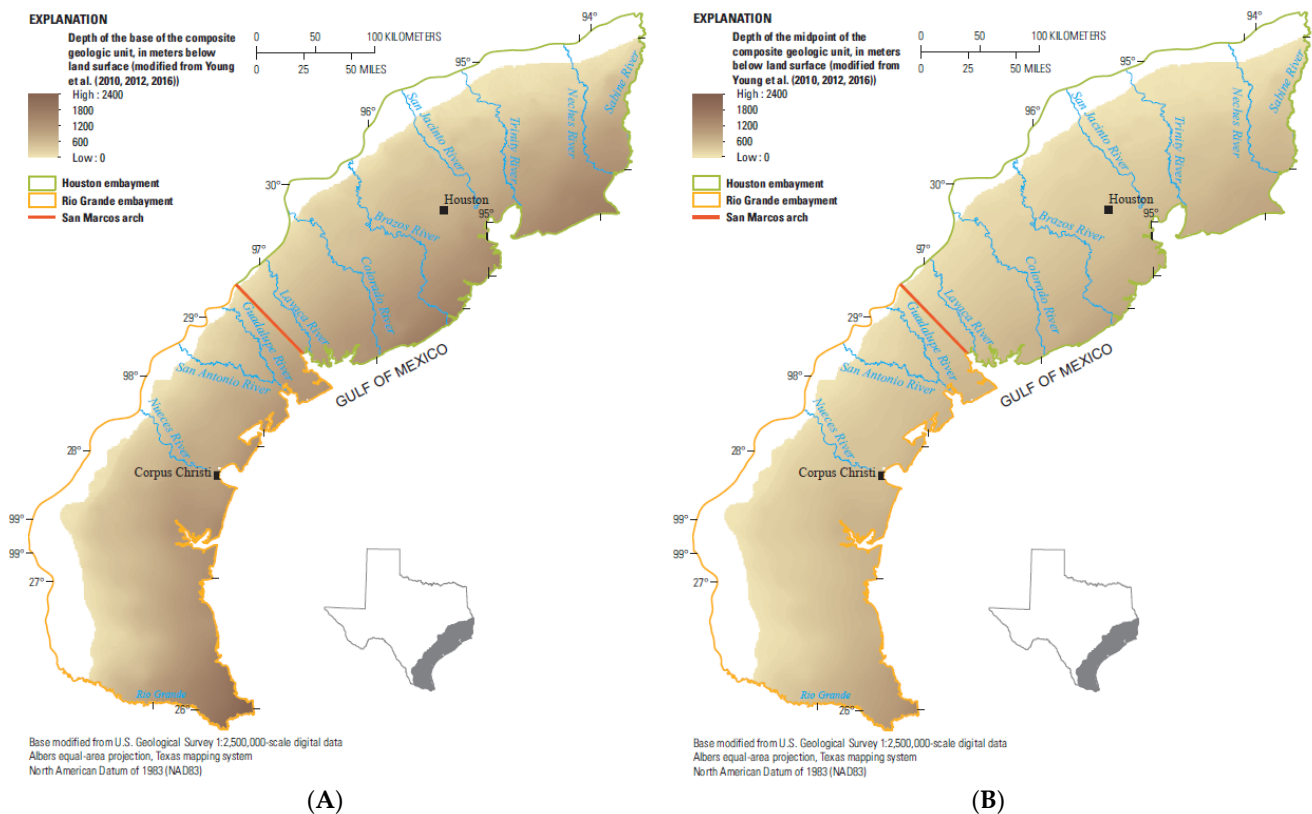 EXPLANATION
Depth of the base of the composite
geologic unit, in meters below
land surface (modified from Young
et al. (2010, 2012, 2016))
High : 2400
1800
1200
600
Low : 0
Houston embayment
Rio Grande embayment
San Marcos arch
0 50 100 KILOMETERS
0 25 50 MILES
94°
95°
96°
30°
97°
29°
98°
28°
99°
99°
27°
26°
95°
San Jacinto River
Trinity River
Neches River
Sabine River
Houston
Brazos River
Colorado River
Lavaca River
Guadalupe River
San Antonio River
Nueces River
Corpus Christi
GULF OF MEXICO
Rio Grande
Base modified from U.S. Geological Survey 1:2,500,000-scale digital data
Albers equal-area projection, Texas mapping system
North American Datum of 1983 (NAD83)
(A)
EXPLANATION
Depth of the midpoint of
the composite geologic
unit, in meters below
land surface (modified from
Young et al. (2010, 2012, 2016))
High : 2400
1800
1200
600
Low : 0
Houston embayment
Rio Grande embayment
San Marcos arch
0 50 100 KILOMETERS
0 25 50 MILES
94°
95°
96°
30°
97°
29°
98°
28°
99°
99°
27°
26°
95°
San Jacinto River
Trinity River
Neches River
Sabine River
Houston
Brazos River
Colorado River
Lavaca River
Guadalupe River
San Antonio River
Nueces River
Corpus Christi
GULF OF MEXICO
Rio Grande
Base modified from U.S. Geological Survey 1:2,500,000-scale digital data
Albers equal-area projection, Texas mapping system
North American Datum of 1983 (NAD83)
(B)